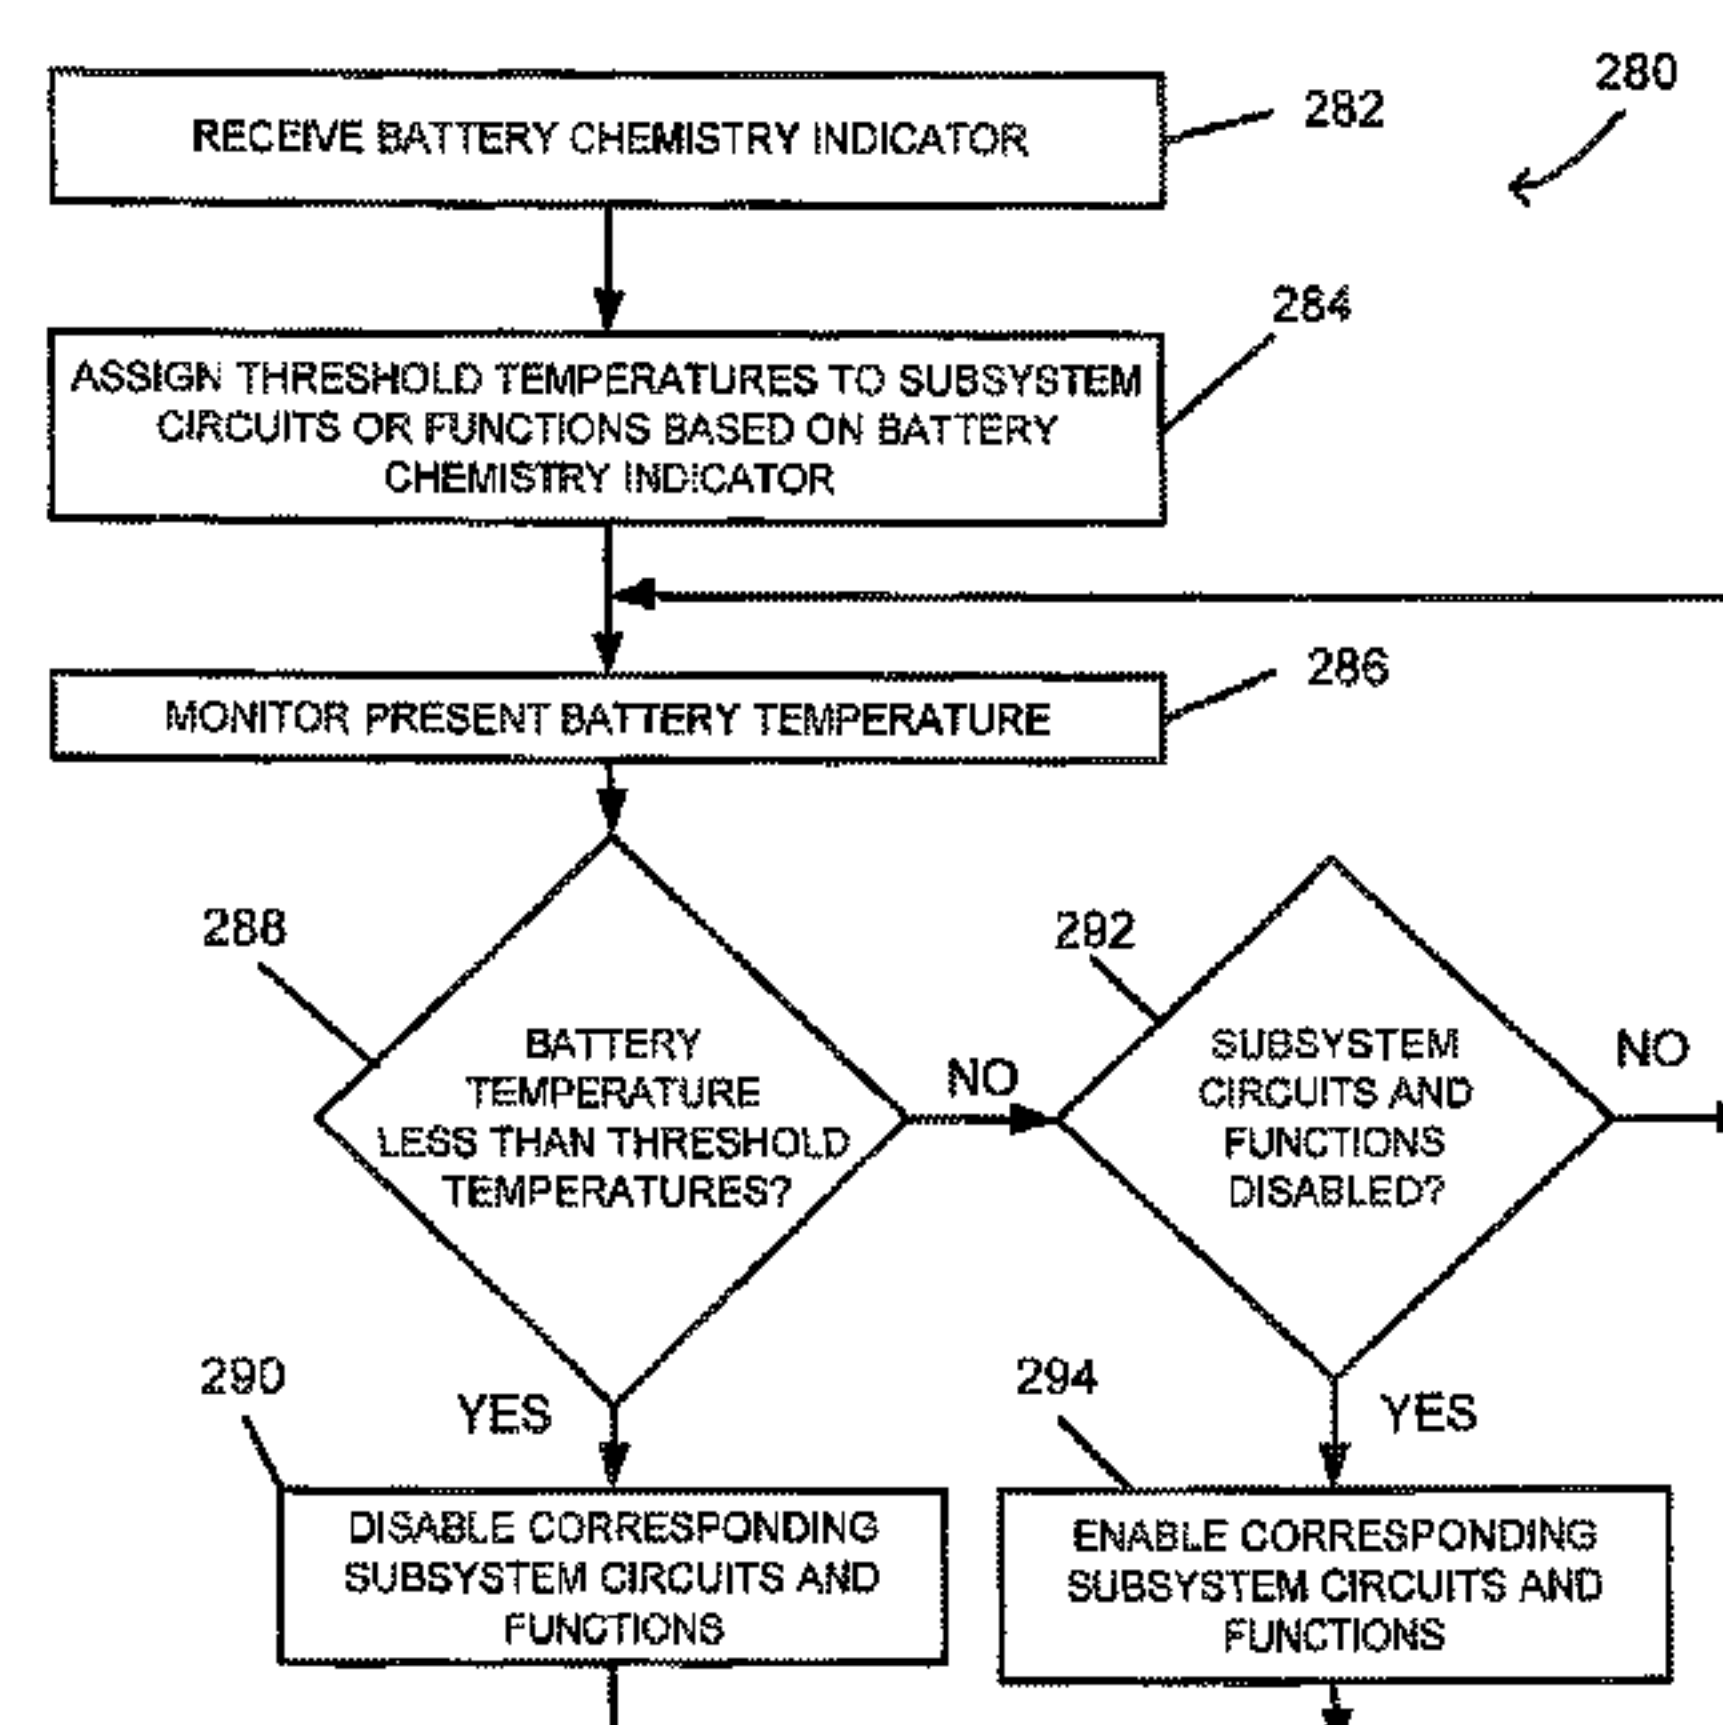 280
RECEIVE BATTERY CHEMISTRY INDICATOR
282
284
ASSIGN THRESHOLD TEMPERATURES TO SUBSYSTEM
CIRCUITS OR FUNCTIONS BASED ON BATTERY
CHEMISTRY INDICATOR
286
MONITOR PRESENT BATTERY TEMPERATURE
288
BATTERY
TEMPERATURE
LESS THAN THRESHOLD
TEMPERATURES?
NO
292
SUBSYSTEM
CIRCUITS AND
FUNCTIONS
DISABLED?
NO
290
YES
294
YES
DISABLE CORRESPONDING
SUBSYSTEM CIRCUITS AND
FUNCTIONS
ENABLE CORRESPONDING
SUBSYSTEM CIRCUITS AND
FUNCTIONS